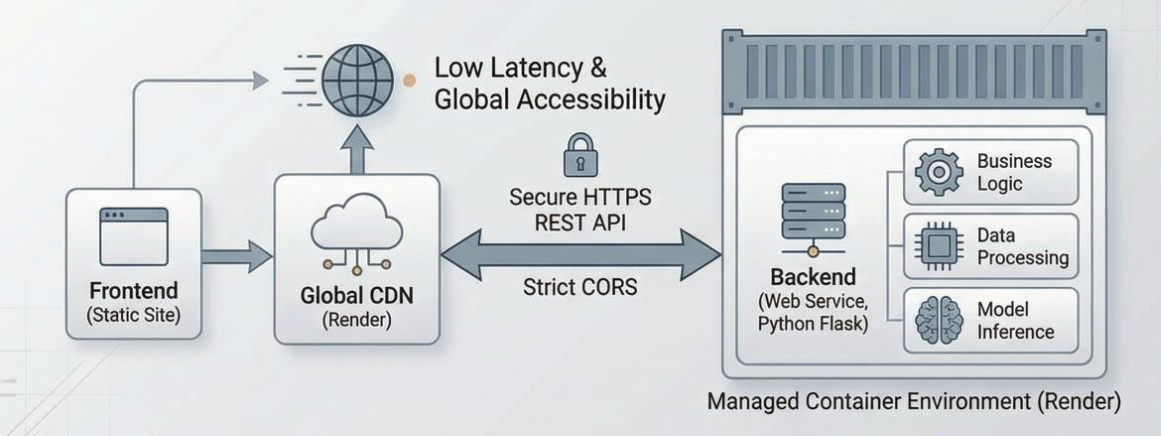 Low Latency &
Global Accessibility
Secure HTTPS
REST API
Strict CORS
Frontend
(Static Site)
Global CDN
(Render)
Backend
(Web Service,
Python Flask)
Business
Logic
Data
Processing
Model
Inference
Managed Container Environment (Render)